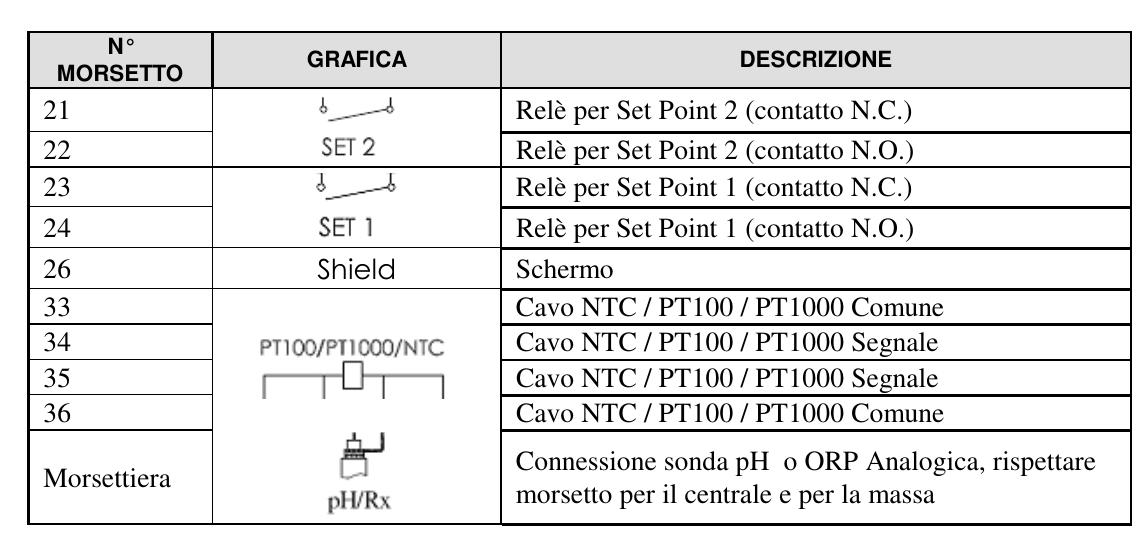 N°
MORSETTO
GRAFICA
DESCRIZIONE
21
Relè per Set Point 2 (contatto N.C.)
22
SET 2
Relè per Set Point 2 (contatto N.O.)
23
Relè per Set Point 1 (contatto N.C.)
24
SET 1
Relè per Set Point 1 (contatto N.O.)
26
Shield
Schermo
33
Cavo NTC / PT100 / PT1000 Comune
34
PT100/PT1000/NTC
Cavo NTC / PT100 / PT1000 Segnale
35
Cavo NTC / PT100 / PT1000 Segnale
36
Cavo NTC / PT100 / PT1000 Comune
Morsettiera
pH/Rx
Connessione sonda pH o ORP Analogica, rispettare
morsetto per il centrale e per la massa